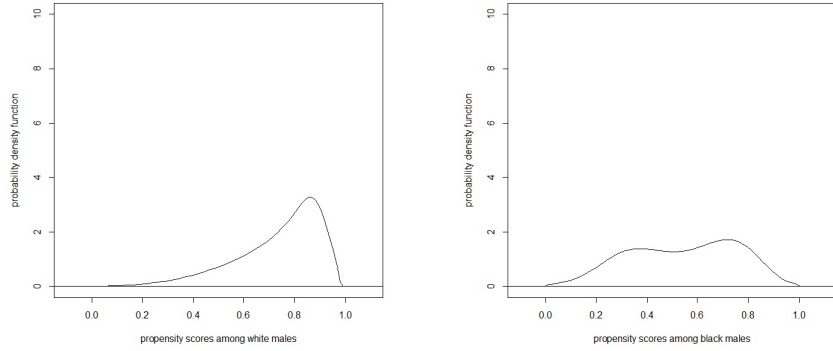 probability density function
10
8
6
4
2
0
0.0 0.2 0.4 0.6 0.8 1.0
propensity scores among white males
probability density function
10
8
6
4
2
0
0.0 0.2 0.4 0.6 0.8 1.0
propensity scores among black males